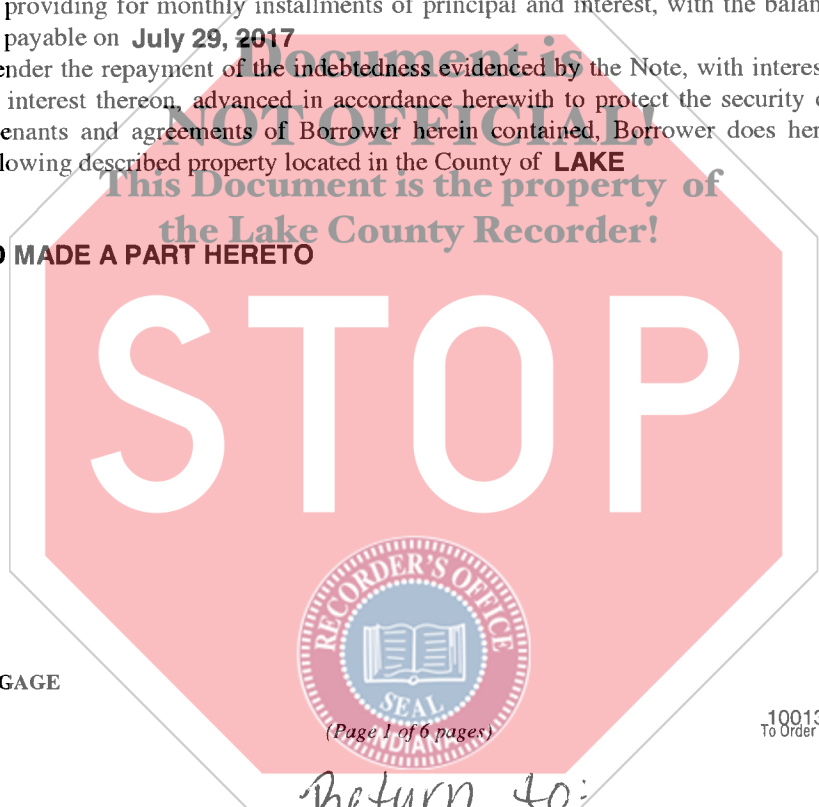 providing for monthly installments of principal and interest, with the balan
payable on July 29, 2017
Document is
ender the repayment of the indebtedness evidenced by the Note, with interes
interest thereon, advanced in accordance herewith to protect the security o
NOT OFFICIAL!
enants and agreements of Borrower herein contained, Borrower does her
lowing described property located in the County of LAKE
This Document is the property of
the Lake County Recorder!
D MADE A PART HERETO
STOP
RECORDER'S OFFICE
SEAL
INDIANA
GAGE
(Page 1 of 6 pages)
10013
To Order
Return to: